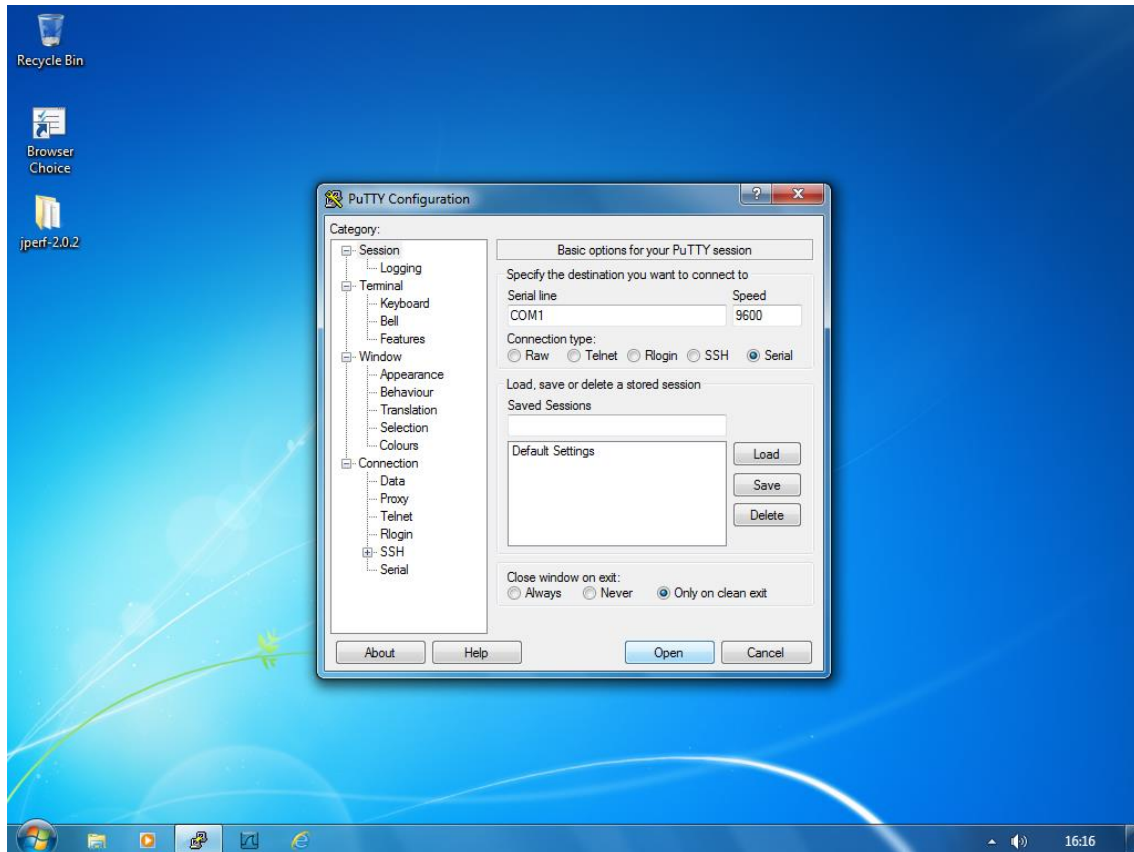 Recycle Bin
Browser
Choice
jperf-2.0.2
PuTTY Configuration
?
X
Category:
Session
Logging
Terminal
Keyboard
Bell
Features
Window
Appearance
Behaviour
Translation
Selection
Colours
Connection
Data
Proxy
Telnet
Rlogin
SSH
Serial
Basic options for your PuTTY session
Specify the destination you want to connect to
Serial line Speed
COM1 9600
Connection type:
Raw Telnet Rlogin SSH Serial
Load, save or delete a stored session
Saved Sessions
Default Settings
Load
Save
Delete
Close window on exit:
Always Never Only on clean exit
About Help Open Cancel
16:16